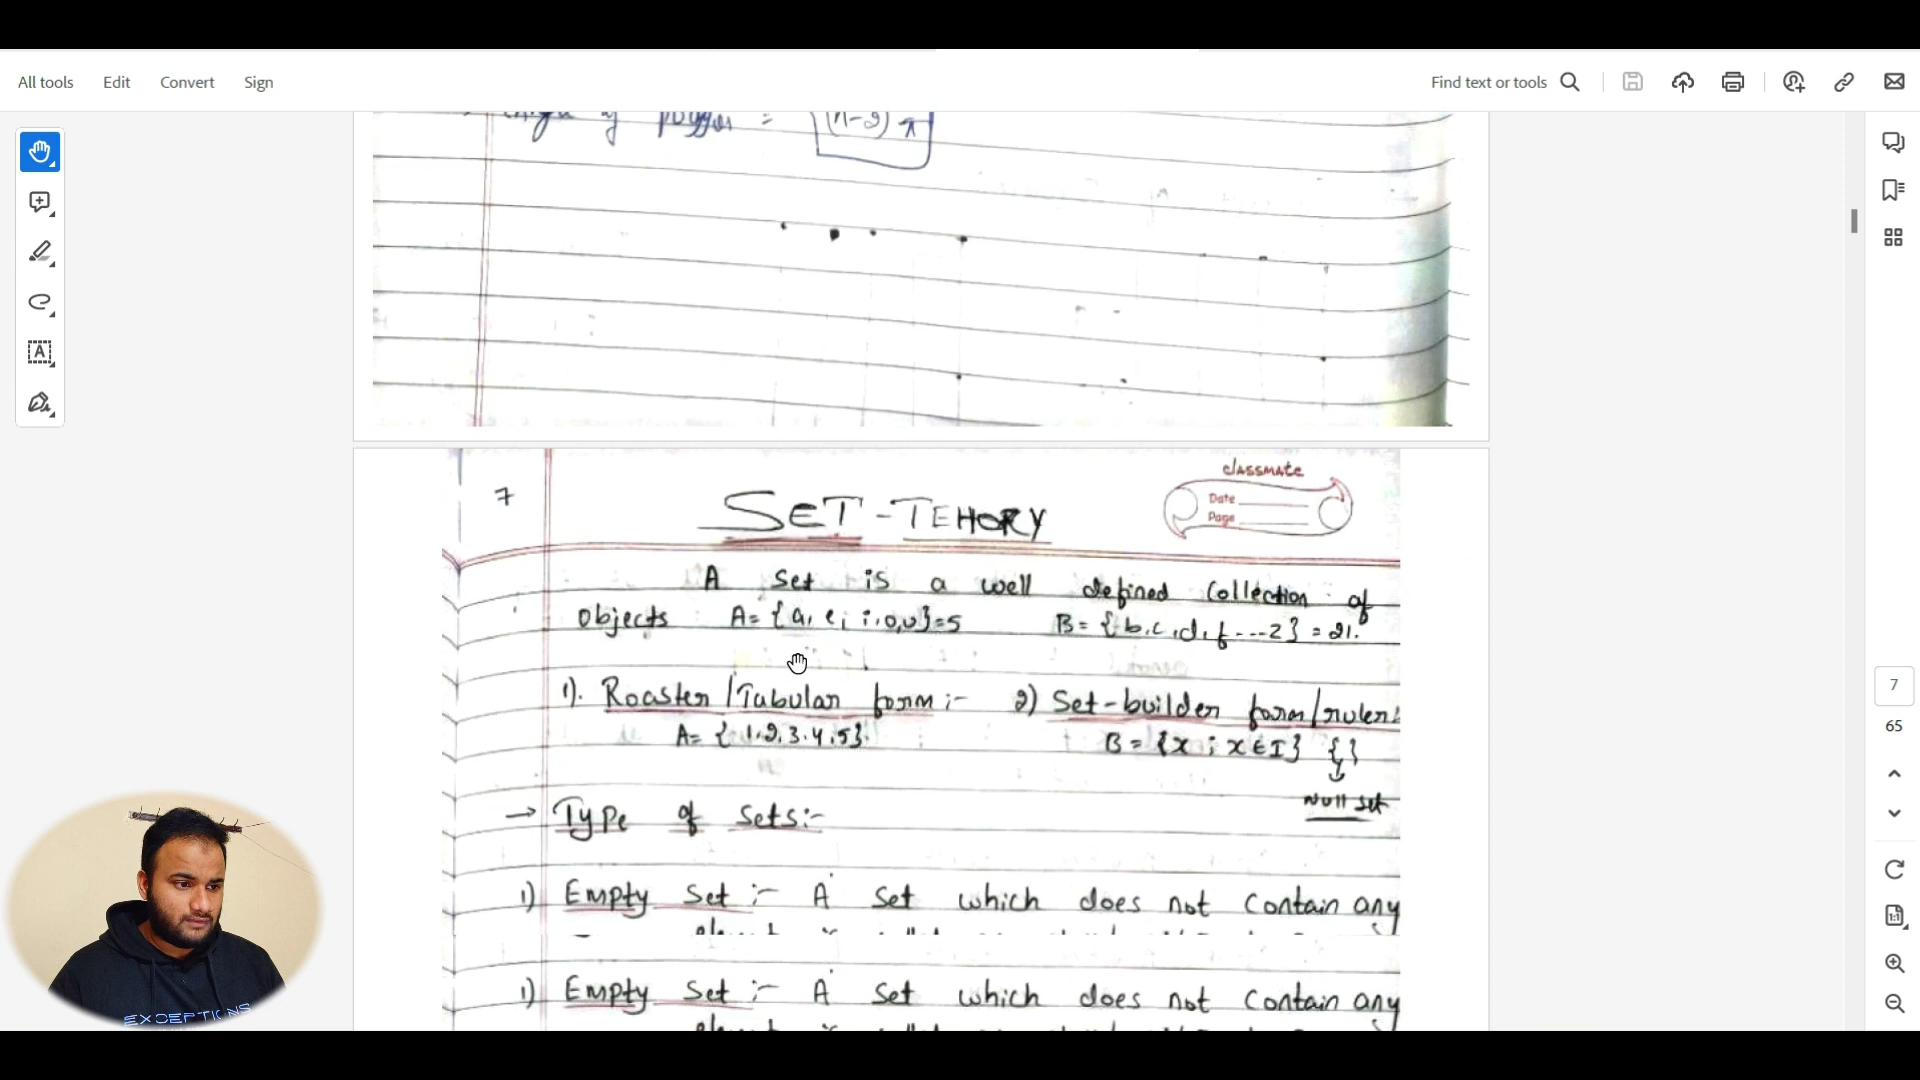 All tools Edit Convert Sign Find text or tools
of = (n-2) π
7
SET-TEHORY
classmate
Date
Page
A set is a well defined Collection of
Objects A= {a, e, i, o, u}=5 B= {b,c,d,f---z} = 21.
1). Roaster/Tabular form:- 2) Set-builder form/ruler:
A= {1,2,3,4,5}. B = {x ; x∈I} {}
Null set
→ Type of sets:-
1) Empty Set :- A Set which does not Contain any
1) Empty Set :- A Set which does not Contain any
7
65
EXCEPTIONS